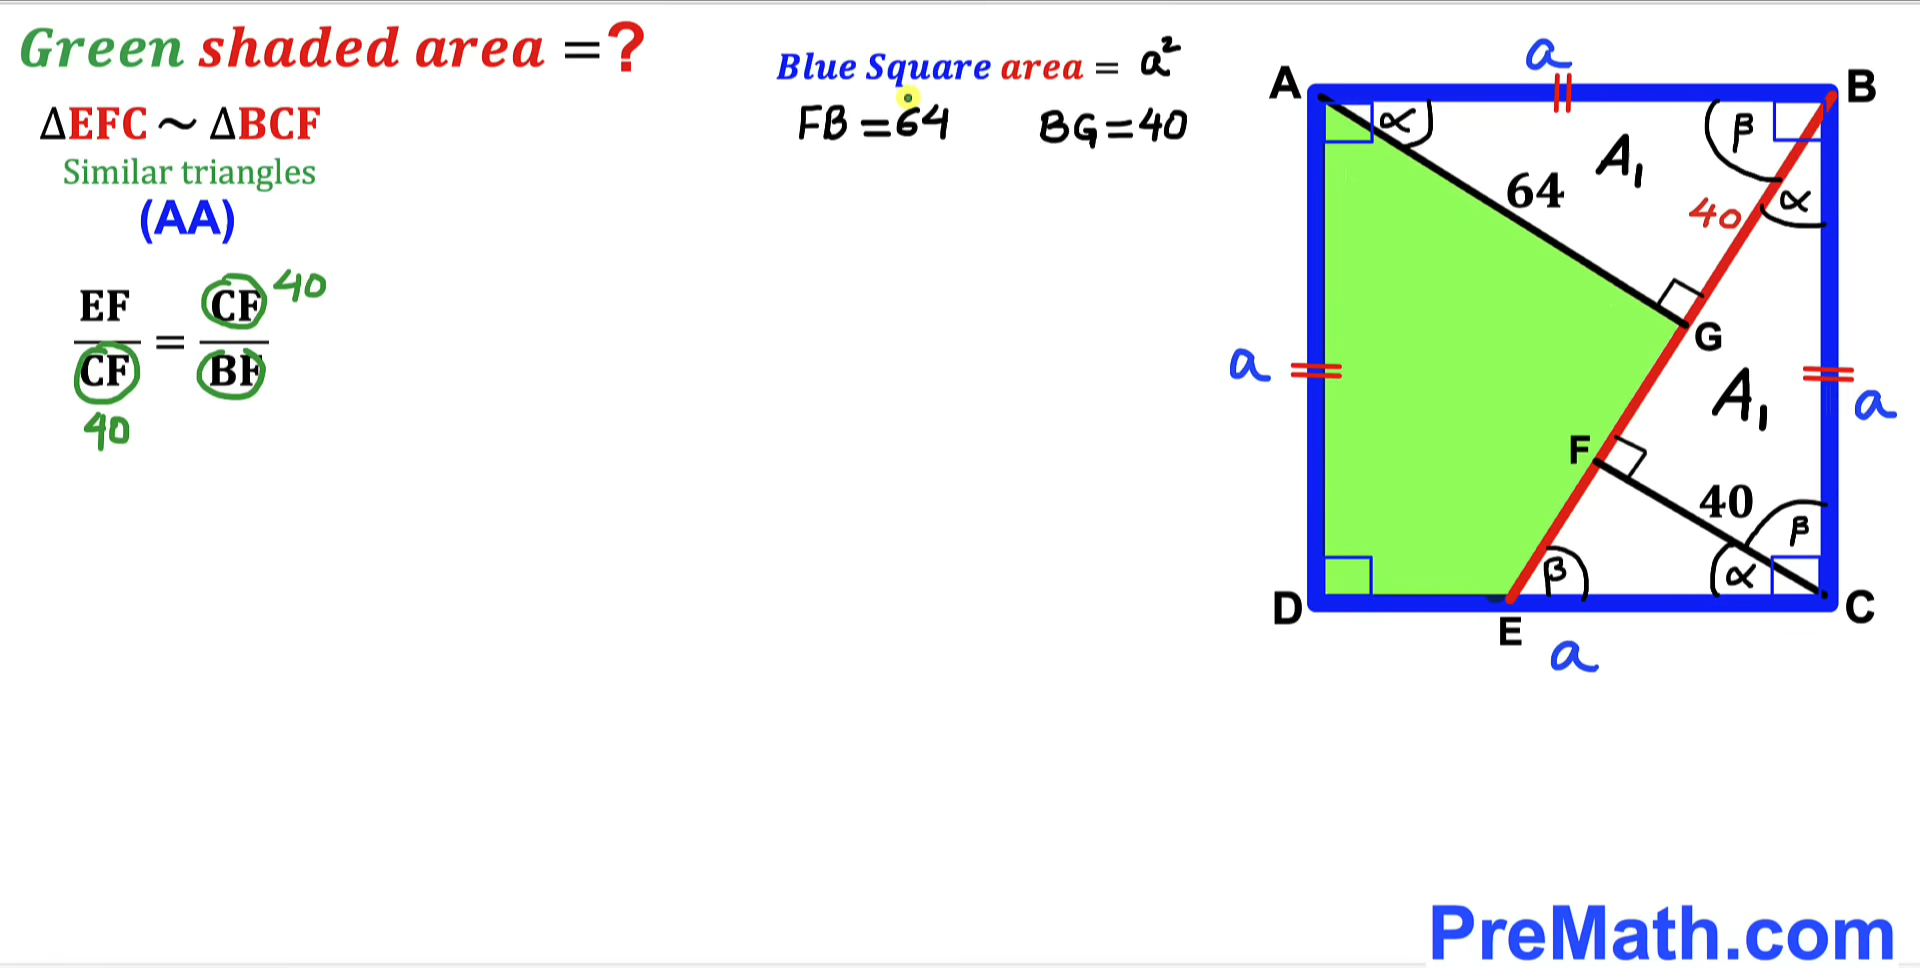 Green shaded area =?
ΔEFC ~ ΔBCF
Similar triangles
(AA)
EF/CF = CF/BF
40
40
Blue Square area = a²
FB = 64 BG = 40
a
A B
α β
A₁
64
40 α
G
a a
A₁
F
40
β
β α
D C
E
a
PreMath.com